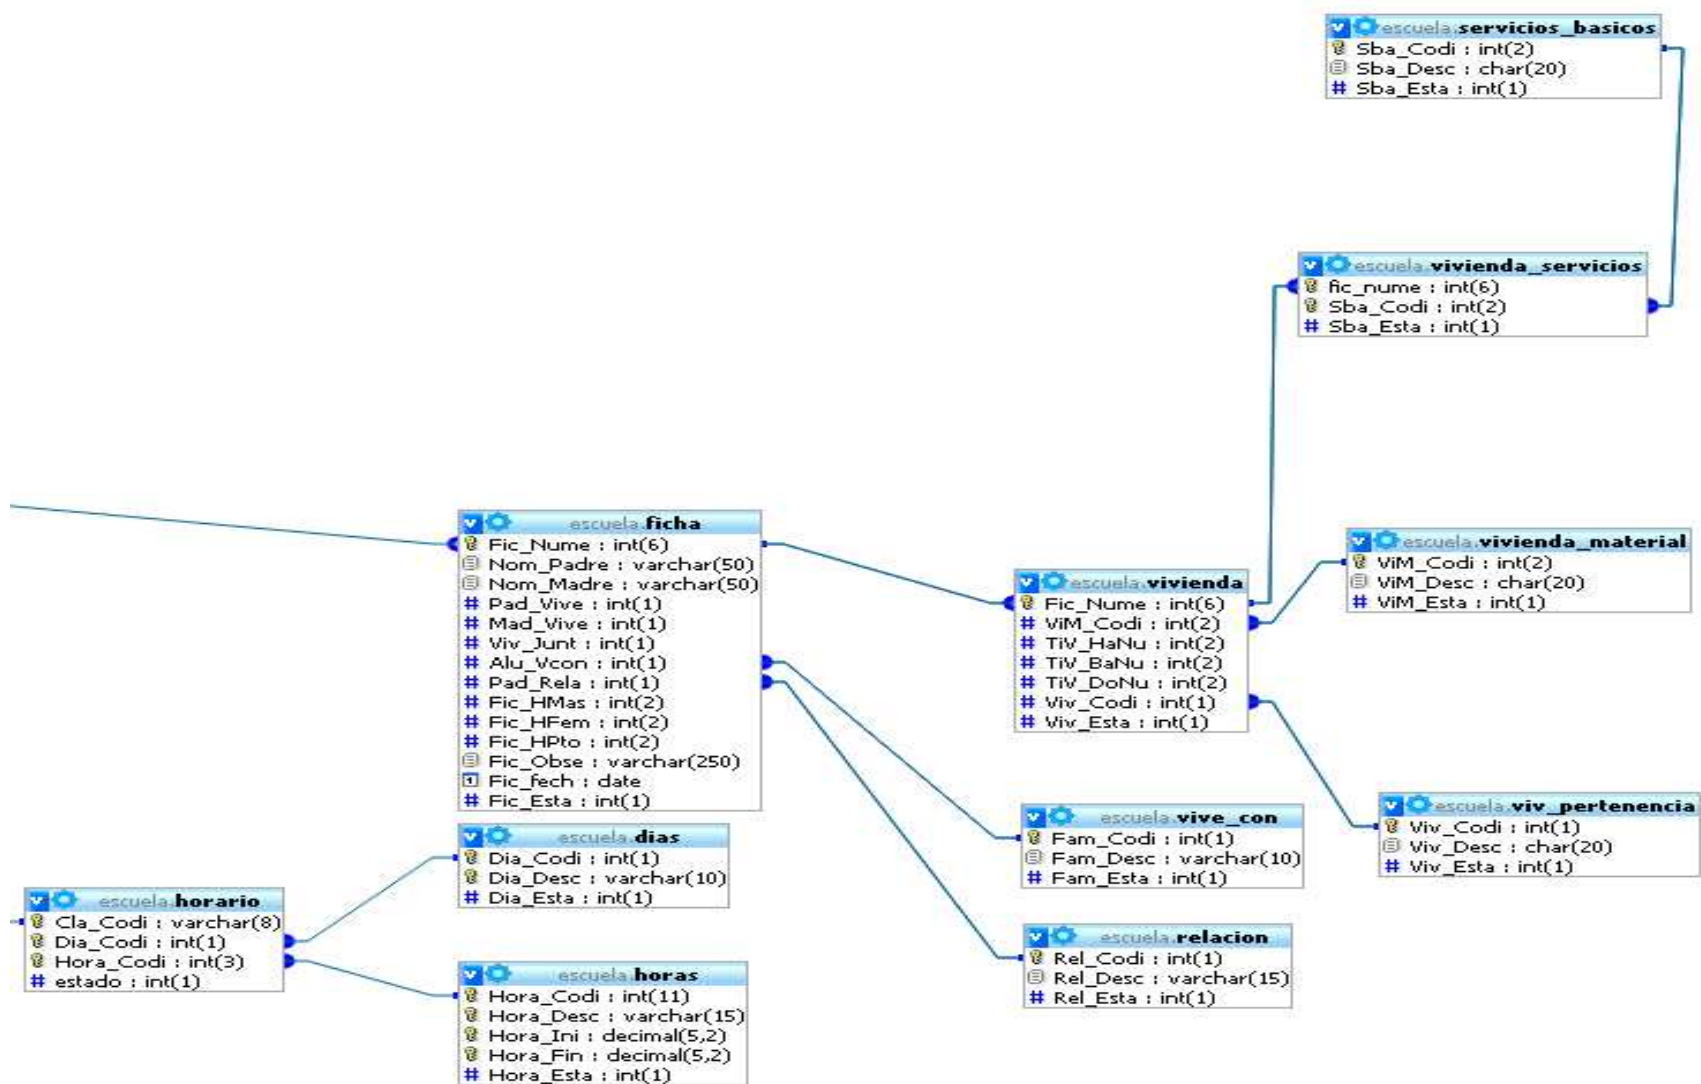 escuela.servicios_basicos
Sba_Codi : int(2)
Sba_Desc : char(20)
Sba_Esta : int(1)
escuela.vivienda_servicios
fic_nume : int(6)
Sba_Codi : int(2)
Sba_Esta : int(1)
escuela.ficha
Fic_Nume : int(6)
Nom_Padre : varchar(50)
Nom_Madre : varchar(50)
Pad_Vive : int(1)
Mad_Vive : int(1)
Viv_Junt : int(1)
Alu_Vcon : int(1)
Pad_Rela : int(1)
Fic_HMas : int(2)
Fic_HFem : int(2)
Fic_HPto : int(2)
Fic_Obse : varchar(250)
Fic_fech : date
Fic_Esta : int(1)
escuela.vivienda
Fic_Nume : int(6)
ViM_Codi : int(2)
TiV_HaNu : int(2)
TiV_BaNu : int(2)
TiV_DoNu : int(2)
Viv_Codi : int(1)
Viv_Esta : int(1)
escuela.vivienda_material
ViM_Codi : int(2)
ViM_Desc : char(20)
ViM_Esta : int(1)
escuela.viv_pertenencia
Viv_Codi : int(1)
Viv_Desc : char(20)
Viv_Esta : int(1)
escuela.vive_con
Fam_Codi : int(1)
Fam_Desc : varchar(10)
Fam_Esta : int(1)
escuela.dias
Dia_Codi : int(1)
Dia_Desc : varchar(10)
Dia_Esta : int(1)
escuela.horario
Cla_Codi : varchar(8)
Dia_Codi : int(1)
Hora_Codi : int(3)
estado : int(1)
escuela.relacion
Rel_Codi : int(1)
Rel_Desc : varchar(15)
Rel_Esta : int(1)
escuela.horas
Hora_Codi : int(11)
Hora_Desc : varchar(15)
Hora_Ini : decimal(5,2)
Hora_Fin : decimal(5,2)
Hora_Esta : int(1)